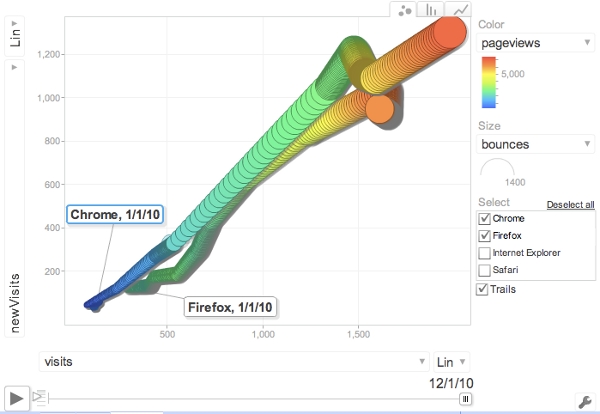 Lin
newVisits
1,200
1,000
800
600
400
200
500
1,000
1,500
Chrome, 1/1/10
Firefox, 1/1/10
visits
Lin
12/1/10
Color
pageviews
5,000
Size
bounces
1400
Select
Deselect all
Chrome
Firefox
Internet Explorer
Safari
Trails